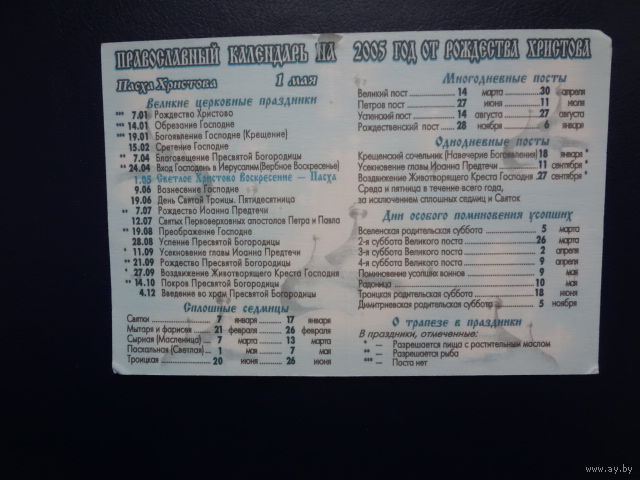 ПРАВОСЛАВНЫЙ КАЛЕНДАРЬ НА 2005 ГОД ОТ РОЖДЕСТВА ХРИСТОВА
Пасха Христова 1 мая
Великие церковные праздники
*** 7.01 Рождество Христово
*** 14.01 Обрезание Господне
*** 19.01 Богоявление Господне (Крещение)
15.02 Сретение Господне
** 7.04 Благовещение Пресвятой Богородицы
** 24.04 Вход Господень в Иерусалим(Вербное Воскресенье)
1.05 Светлое Христово Воскресение — Пасха
9.06 Вознесение Господне
19.06 День Святой Троицы. Пятидесятница
** 7.07 Рождество Иоанна Предтечи
12.07 Святых Первоверховных апостолов Петра и Павла
** 19.08 Преображение Господне
28.08 Успение Пресвятой Богородицы
* 11.09 Усекновение главы Иоанна Предтечи
** 21.09 Рождество Пресвятой Богородицы
* 27.09 Воздвижение Животворящего Креста Господня
** 14.10 Покров Пресвятой Богородицы
4.12 Введение во храм Пресвятой Богородицы
Сплошные седмицы
Святки 7 января 17 января
Мытаря и фарисея 21 февраля 26 февраля
Сырная (Масленица) 7 марта 13 марта
Пасхальная (Светлая) 1 мая 7 мая
Троицкая 20 июня 26 июня
Многодневные посты
Великий пост 14 марта 30 апреля
Петров пост 27 июня 11 июля
Успенский пост 14 августа 27 августа
Рождественский пост 28 ноября 6 января
Однодневные посты
Крещенский сочельник (Навечерие Богоявления) 18 января *
Усекновение главы Иоанна Предтечи 11 сентября *
Воздвижение Животворящего Креста Господня 27 сентября *
Среда и пятница в течение всего года,
за исключением сплошных седмиц и Святок
Дни особого поминовения усопших
Вселенская родительская суббота 5 марта
2-я суббота Великого поста 26 марта
3-я суббота Великого поста 2 апреля
4-я суббота Великого поста 9 апреля
Поминовение усопших воинов 9 мая
Радоница 10 мая
Троицкая родительская суббота 18 июня
Димитриевская родительская суббота 5 ноября
О трапезе в праздники
В праздники, отмеченные:
* — Разрешается пища с растительным маслом
** — Разрешается рыба
*** — Поста нет
www.ay.by